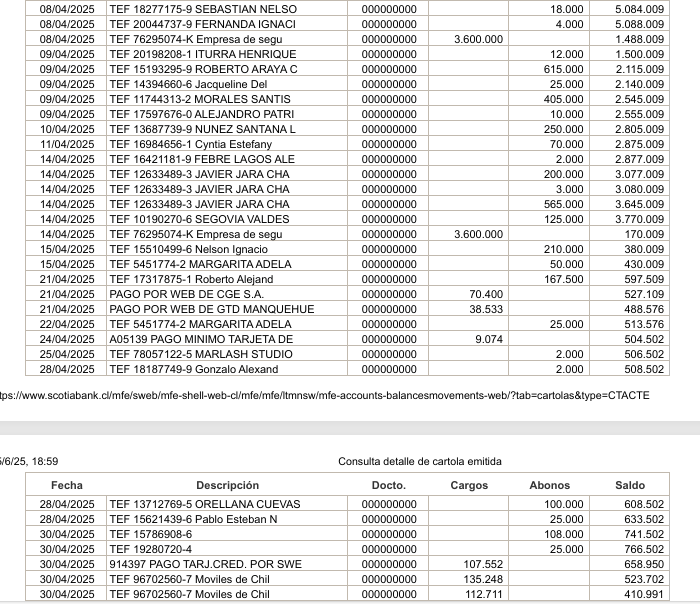 08/04/2025 TEF 18277175-9 SEBASTIAN NELSO 000000000 18.000 5.084.009
08/04/2025 TEF 20044737-9 FERNANDA IGNACI 000000000 4.000 5.088.009
08/04/2025 TEF 76295074-K Empresa de segu 000000000 3.600.000 1.488.009
09/04/2025 TEF 20198208-1 ITURRA HENRIQUE 000000000 12.000 1.500.009
09/04/2025 TEF 15193295-9 ROBERTO ARAYA C 000000000 615.000 2.115.009
09/04/2025 TEF 14394660-6 Jacqueline Del 000000000 25.000 2.140.009
09/04/2025 TEF 11744313-2 MORALES SANTIS 000000000 405.000 2.545.009
09/04/2025 TEF 17597676-0 ALEJANDRO PATRI 000000000 10.000 2.555.009
10/04/2025 TEF 13687739-9 NUNEZ SANTANA L 000000000 250.000 2.805.009
11/04/2025 TEF 16984656-1 Cyntia Estefany 000000000 70.000 2.875.009
14/04/2025 TEF 16421181-9 FEBRE LAGOS ALE 000000000 2.000 2.877.009
14/04/2025 TEF 12633489-3 JAVIER JARA CHA 000000000 200.000 3.077.009
14/04/2025 TEF 12633489-3 JAVIER JARA CHA 000000000 3.000 3.080.009
14/04/2025 TEF 12633489-3 JAVIER JARA CHA 000000000 565.000 3.645.009
14/04/2025 TEF 10190270-6 SEGOVIA VALDES 000000000 125.000 3.770.009
14/04/2025 TEF 76295074-K Empresa de segu 000000000 3.600.000 170.009
15/04/2025 TEF 15510499-6 Nelson Ignacio 000000000 210.000 380.009
15/04/2025 TEF 5451774-2 MARGARITA ADELA 000000000 50.000 430.009
21/04/2025 TEF 17317875-1 Roberto Alejand 000000000 167.500 597.509
21/04/2025 PAGO POR WEB DE CGE S.A. 000000000 70.400 527.109
21/04/2025 PAGO POR WEB DE GTD MANQUEHUE 000000000 38.533 488.576
22/04/2025 TEF 5451774-2 MARGARITA ADELA 000000000 25.000 513.576
24/04/2025 A05139 PAGO MINIMO TARJETA DE 000000000 9.074 504.502
25/04/2025 TEF 78057122-5 MARLASH STUDIO 000000000 2.000 506.502
28/04/2025 TEF 18187749-9 Gonzalo Alexand 000000000 2.000 508.502
tps://www.scotiabank.cl/mfe/sweb/mfe-shell-web-cl/mfe/mfe/ltmnsw/mfe-accounts-balancesmovements-web/?tab=cartolas&type=CTACTE
/6/25, 18:59 Consulta detalle de cartola emitida
Fecha Descripción Docto. Cargos Abonos Saldo
28/04/2025 TEF 13712769-5 ORELLANA CUEVAS 000000000 100.000 608.502
28/04/2025 TEF 15621439-6 Pablo Esteban N 000000000 25.000 633.502
30/04/2025 TEF 15786908-6 000000000 108.000 741.502
30/04/2025 TEF 19280720-4 000000000 25.000 766.502
30/04/2025 914397 PAGO TARJ.CRED. POR SWE 000000000 107.552 658.950
30/04/2025 TEF 96702560-7 Moviles de Chil 000000000 135.248 523.702
30/04/2025 TEF 96702560-7 Moviles de Chil 000000000 112.711 410.991